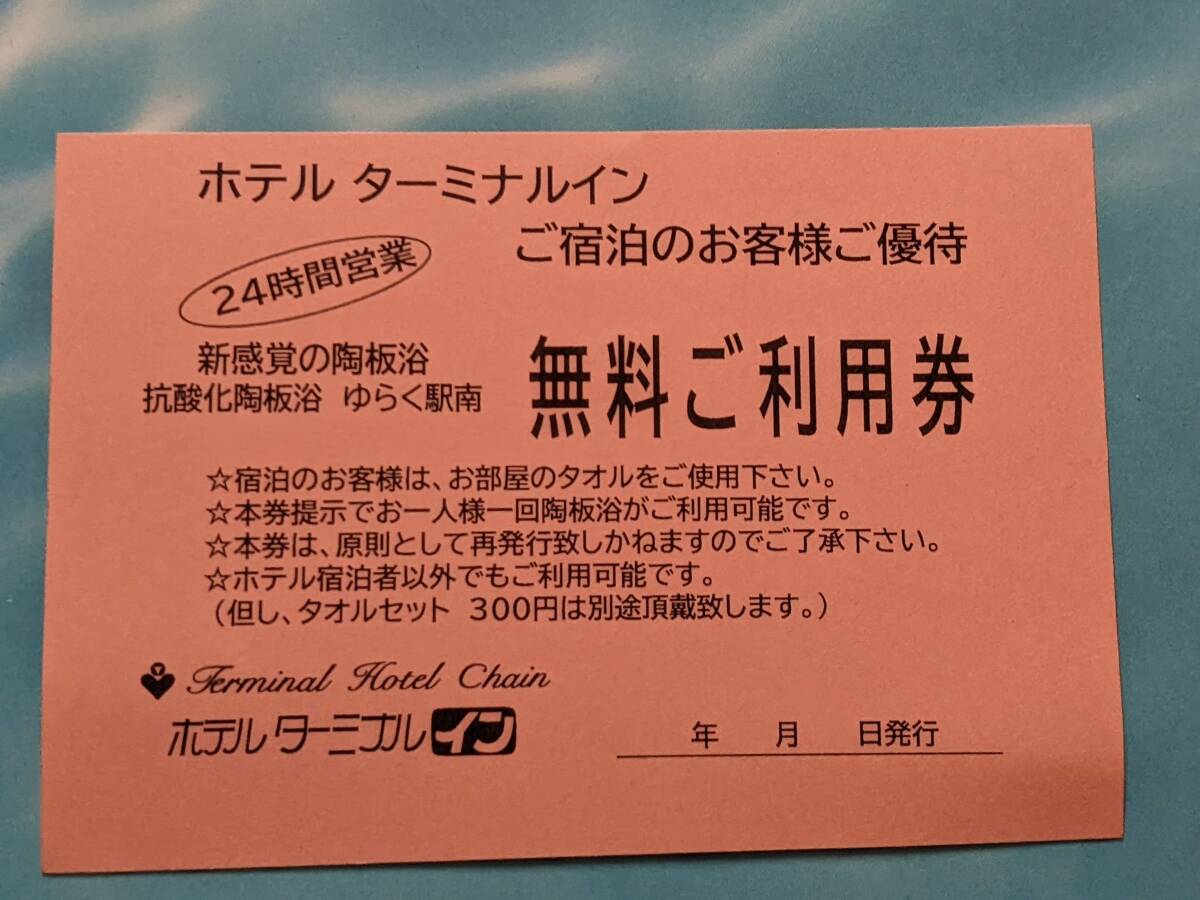 ホテル ターミナルイン
ご宿泊のお客様ご優待
24時間営業
新感覚の陶板浴
抗酸化陶板浴 ゆらく駅南
無料ご利用券
☆宿泊のお客様は、お部屋のタオルをご使用下さい。
☆本券提示でお一人様一回陶板浴がご利用可能です。
☆本券は、原則として再発行致しかねますのでご了承下さい。
☆ホテル宿泊者以外でもご利用可能です。
(但し、タオルセット 300円は別途頂戴致します。)
Terminal Hotel Chain
ホテルターミナルイン
年 月 日発行